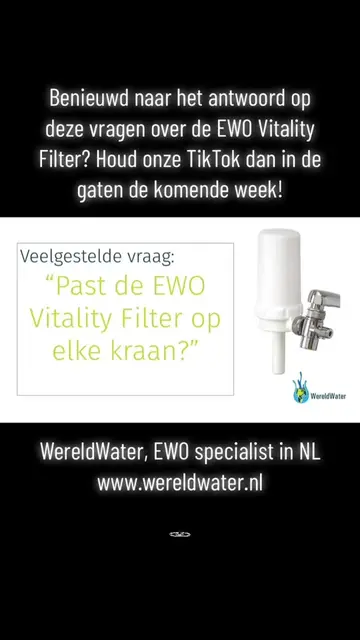 Benieuwd naar het antwoord op
deze vragen over de EWO Vitality
Filter? Houd onze TikTok dan in de
gaten de komende week!
Veelgestelde vraag:
“Past de EWO
Vitality Filter op
elke kraan?”
WereldWater
WereldWater, EWO specialist in NL
www.wereldwater.nl